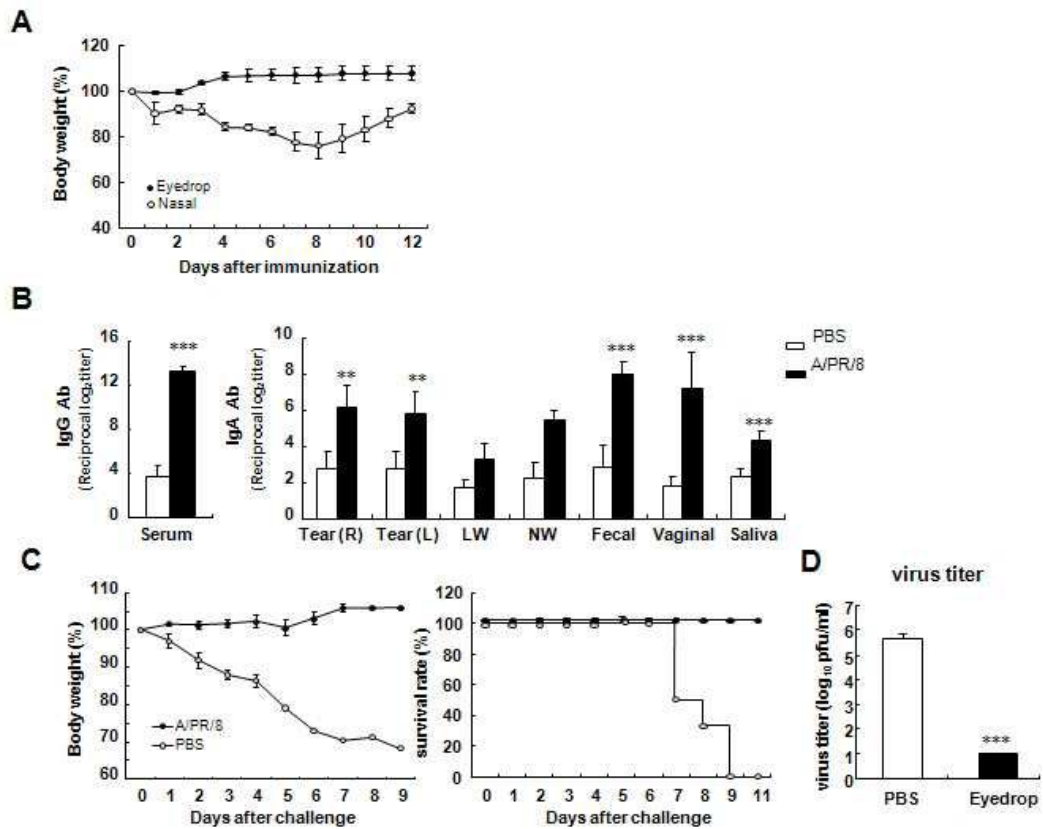 A
120
100
80
60
40
Body weight (%)
Eyedrop
Nasal
0 2 4 6 8 10 12
Days after immunization
B
16
12
8
4
0
IgG Ab
(Reciprocal log₂ titer)
***
Serum
10
8
6
4
2
0
IgA Ab
(Reciprocal log₂ titer)
** ** *** *** ***
Tear (R) Tear (L) LW NW Fecal Vaginal Saliva
PBS
A/PR/8
C
110
100
90
80
70
60
Body weight (%)
A/PR/8
PBS
0 1 2 3 4 5 6 7 8 9
Days after challenge
120
100
80
60
40
20
0
survival rate (%)
0 1 2 3 4 5 6 7 8 9 11
Days after challenge
D
virus titer
7
6
5
4
3
2
1
0
virus titer (log ₁₀ pfu/ml)
***
PBS Eyedrop